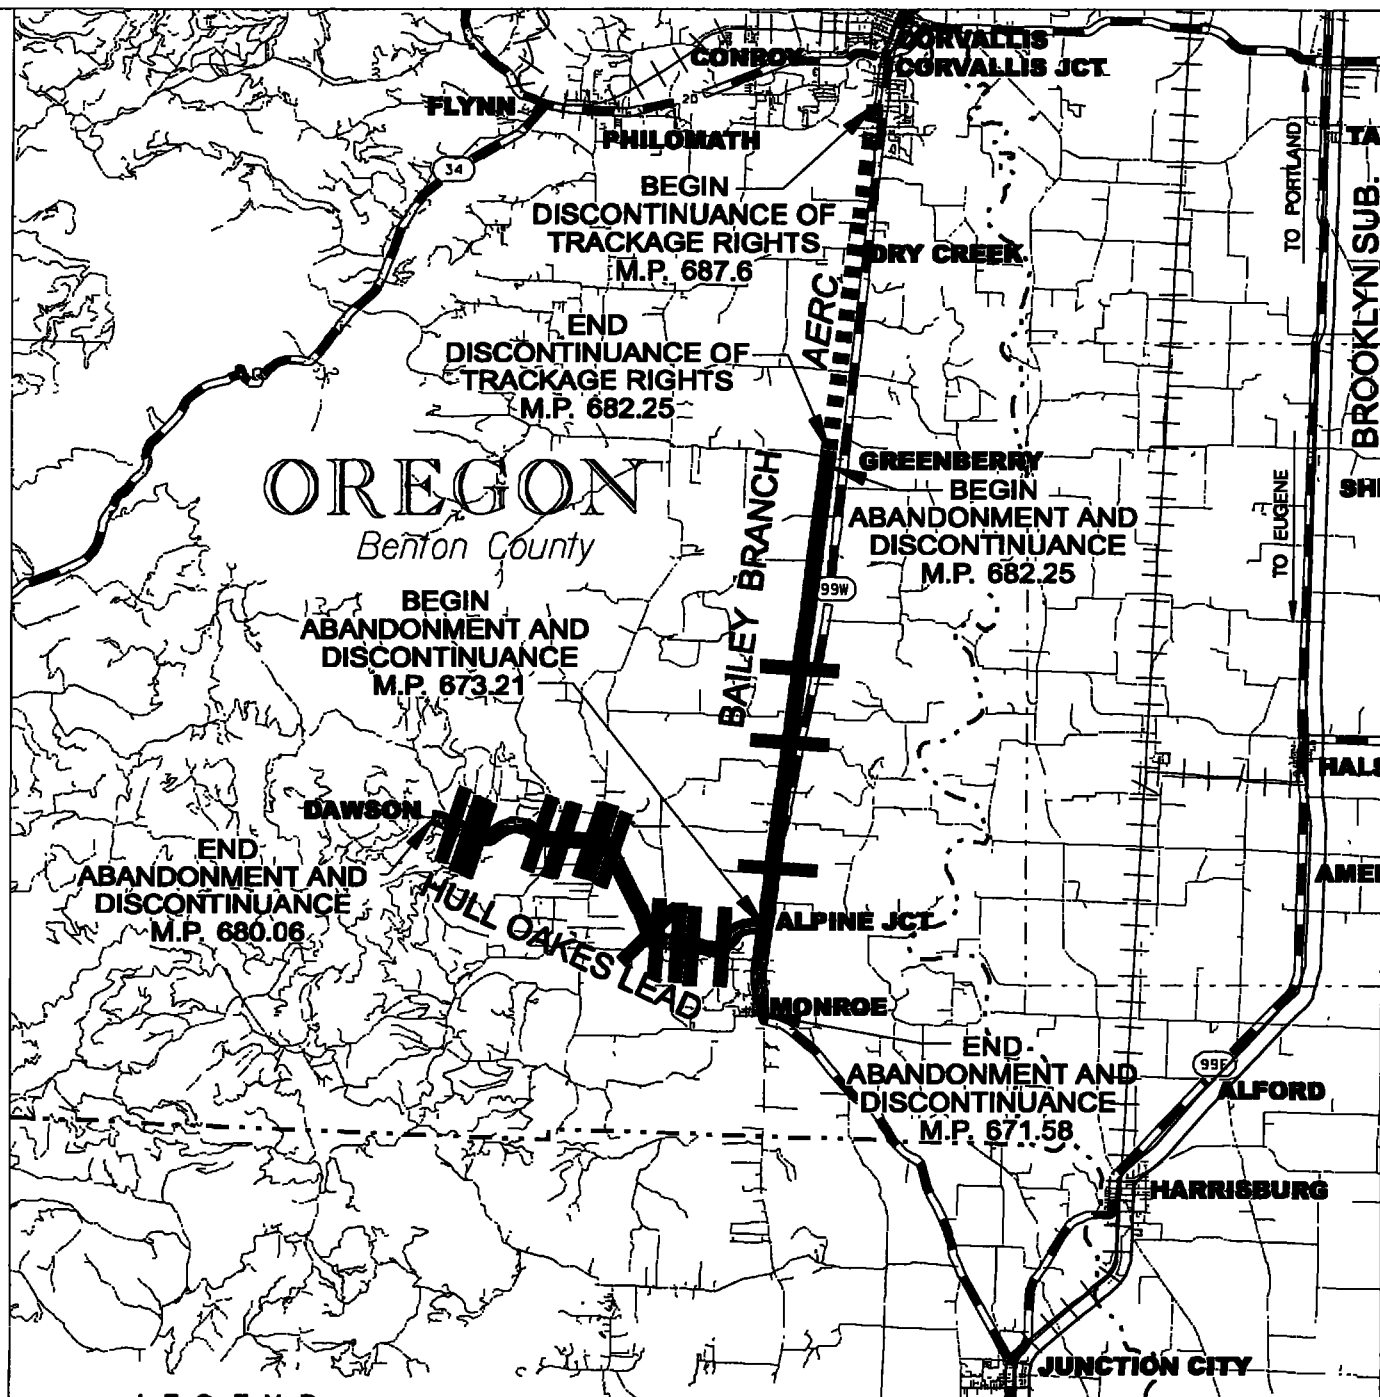 CORVALLIS
CONROY
CORVALLIS JCT
FLYNN
20
PHILOMATH
TO PORTLAND
34
BEGIN
DISCONTINUANCE OF
TRACKAGE RIGHTS
M.P. 687.6
BROOKLYN SUB.
DRY CREEK
AERC
END
DISCONTINUANCE OF
TRACKAGE RIGHTS
M.P. 682.25
OREGON
Benton County
GREENBERRY
BEGIN
ABANDONMENT AND
DISCONTINUANCE
M.P. 682.25
TO EUGENE
BAILEY BRANCH
99W
BEGIN
ABANDONMENT AND
DISCONTINUANCE
M.P. 673.21
DAWSON
END
ABANDONMENT AND
DISCONTINUANCE
M.P. 680.06
HULL OAKES LEAD
ALPINE JCT
MONROE
END
ABANDONMENT AND
DISCONTINUANCE
M.P. 671.58
99E
ALFORD
HARRISBURG
JUNCTION CITY